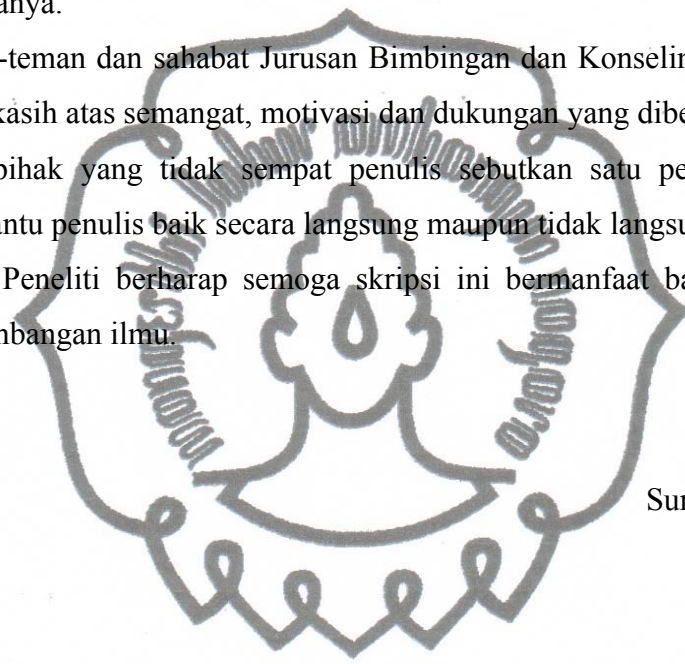 anya.
-teman dan sahabat Jurusan Bimbingan dan Konselin
kasih atas semangat, motivasi dan dukungan yang dibe
pihak yang tidak sempat penulis sebutkan satu pe
antu penulis baik secara langsung maupun tidak langsu
Peneliti berharap semoga skripsi ini bermanfaat ba
mbangan ilmu.
Sur